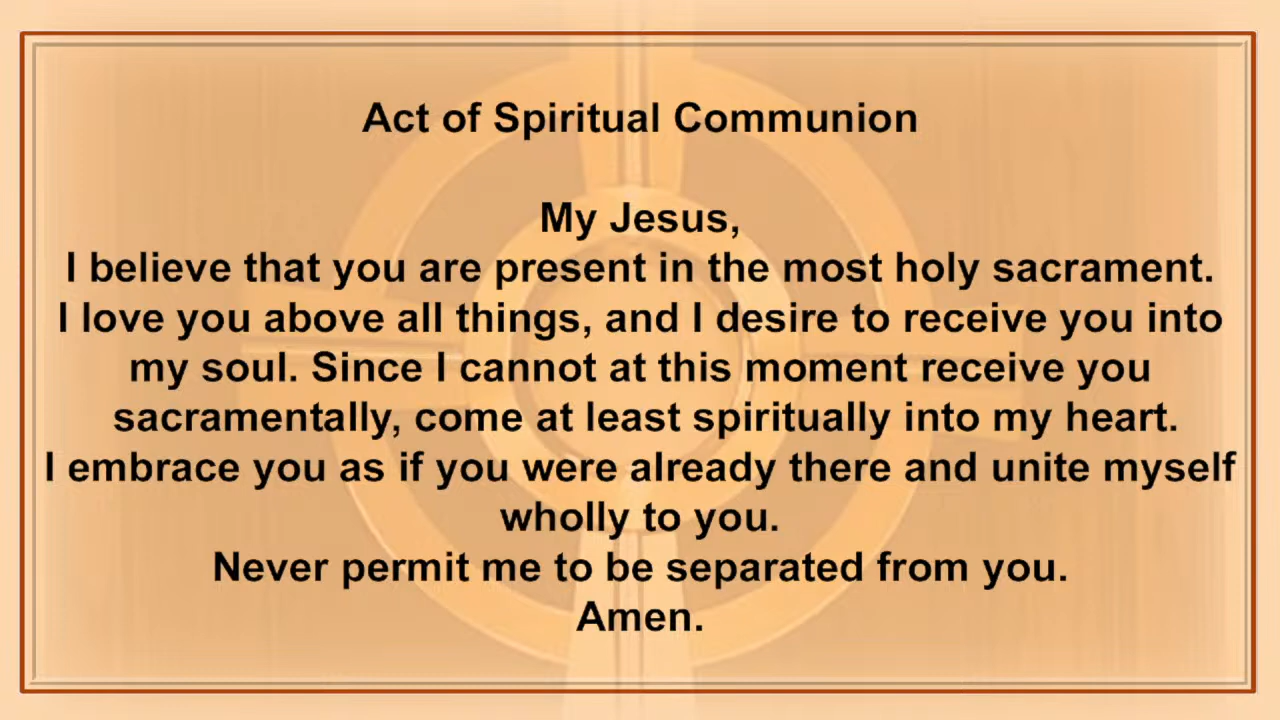 Act of Spiritual Communion
My Jesus,
I believe that you are present in the most holy sacrament.
I love you above all things, and I desire to receive you into
my soul. Since I cannot at this moment receive you
sacramentally, come at least spiritually into my heart.
I embrace you as if you were already there and unite myself
wholly to you.
Never permit me to be separated from you.
Amen.